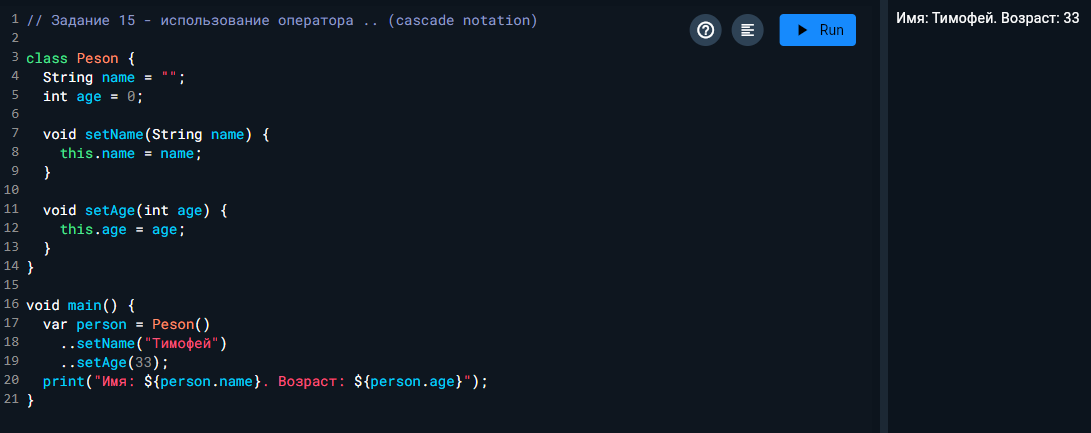 1 // Задание 15 - использование оператора .. (cascade notation)
2
3 class Peson {
4   String name = "";
5   int age = 0;
6
7   void setName(String name) {
8     this.name = name;
9   }
10
11   void setAge(int age) {
12     this.age = age;
13   }
14 }
15
16 void main() {
17   var person = Peson()
18     ..setName("Тимофей")
19     ..setAge(33);
20   print("Имя: ${person.name}. Возраст: ${person.age}");
21 }
Run
Имя: Тимофей. Возраст: 33